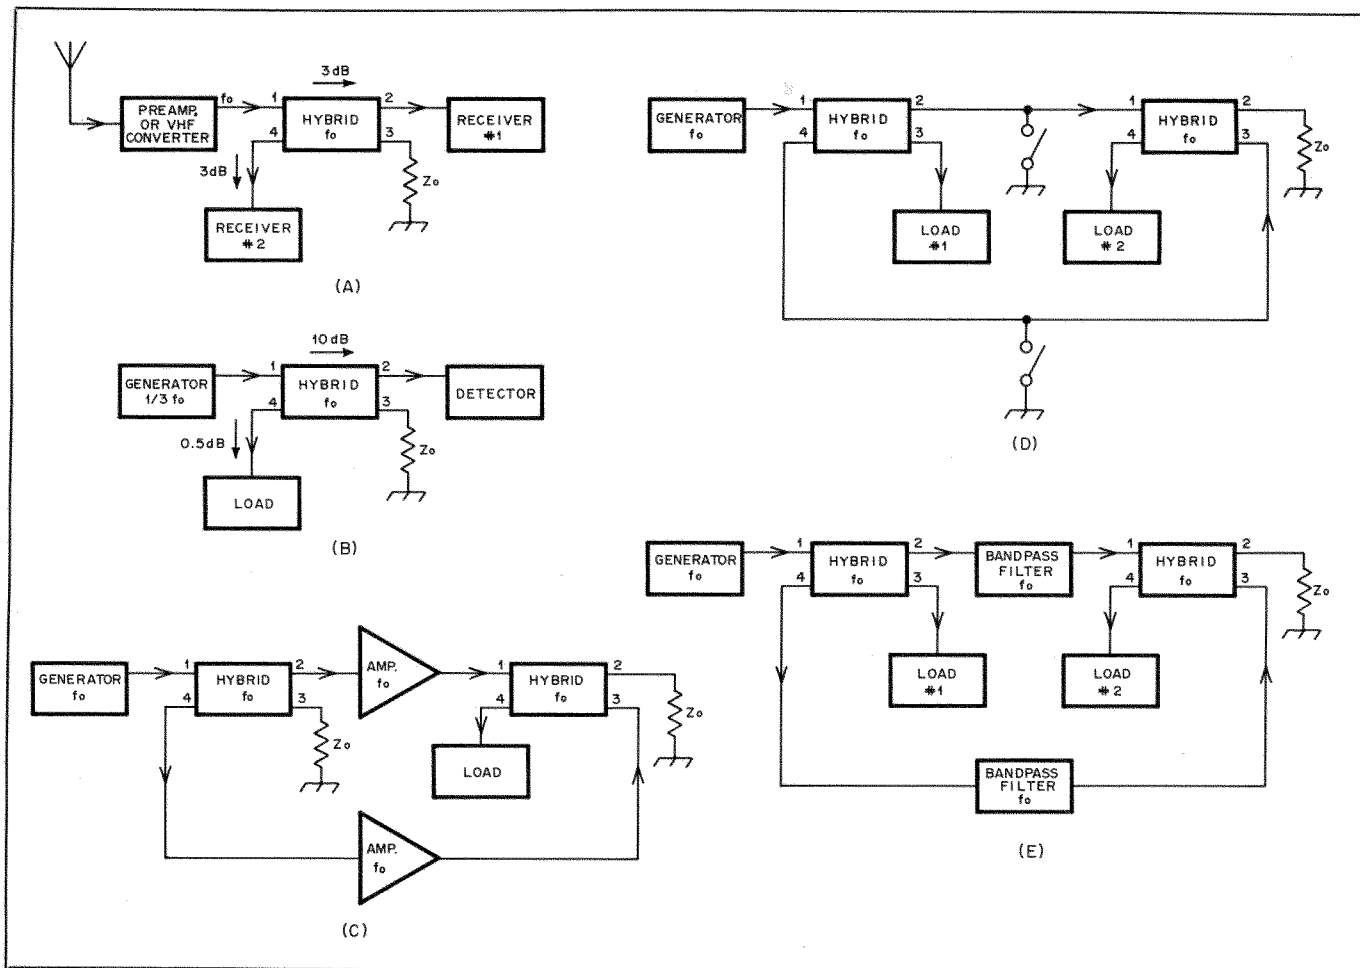 3dB
PREAMP. OR VHF CONVERTER
fo
1
2
HYBRID
fo
4
3
RECEIVER #1
3dB
Zo
RECEIVER #2
(A)
10dB
GENERATOR
1/3 fo
1
2
HYBRID
fo
4
3
DETECTOR
0.5dB
Zo
LOAD
(B)
GENERATOR
fo
1
2
HYBRID
fo
4
3
Zo
AMP.
fo
1
2
HYBRID
fo
4
3
Zo
LOAD
AMP.
fo
(C)
GENERATOR
fo
1
2
HYBRID
fo
4
3
LOAD
#1
1
2
HYBRID
fo
4
3
Zo
LOAD
#2
(D)
GENERATOR
fo
1
2
HYBRID
fo
4
3
BANDPASS
FILTER
fo
1
2
HYBRID
fo
4
3
Zo
LOAD
#1
LOAD
#2
BANDPASS
FILTER
fo
(E)